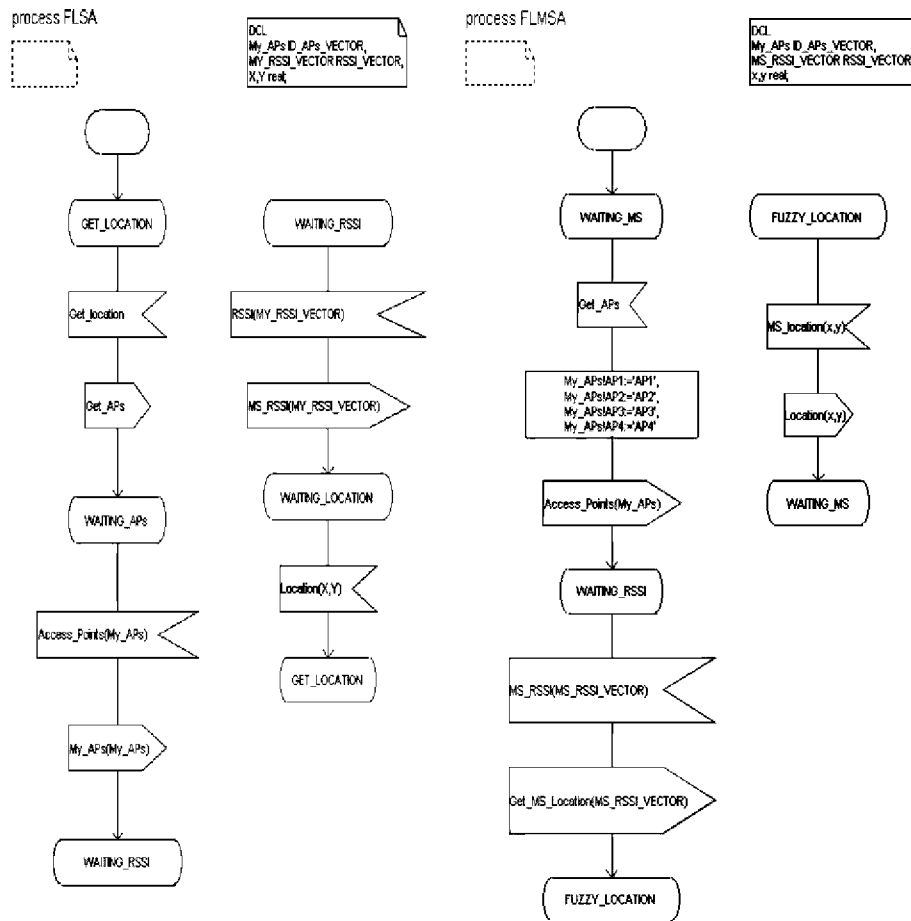 process FLSA
DCL
My_APs ID_APs_VECTOR,
MY_RSSI_VECTOR RSSI_VECTOR,
X,Y real;
GET_LOCATION
Get_location
Get_APs
WAITING_APs
Access_Points(My_APs)
My_APs(My_APs)
WAITING_RSSI
WAITING_RSSI
RSSI(MY_RSSI_VECTOR)
MS_RSSI(MY_RSSI_VECTOR)
WAITING_LOCATION
Location(X,Y)
GET_LOCATION
process FLMSA
DCL
My_APs ID_APs_VECTOR,
MS_RSSI_VECTOR RSSI_VECTOR
x,y real;
WAITING_MS
Get_APs
My_APs!AP1:='AP1',
My_APs!AP2:='AP2',
My_APs!AP3:='AP3',
My_APs!AP4:='AP4'
Access_Points(My_APs)
WAITING_RSSI
MS_RSSI(MS_RSSI_VECTOR)
Get_MS_Location(MS_RSSI_VECTOR)
FUZZY_LOCATION
FUZZY_LOCATION
MS_location(x,y)
Location(x,y)
WAITING_MS